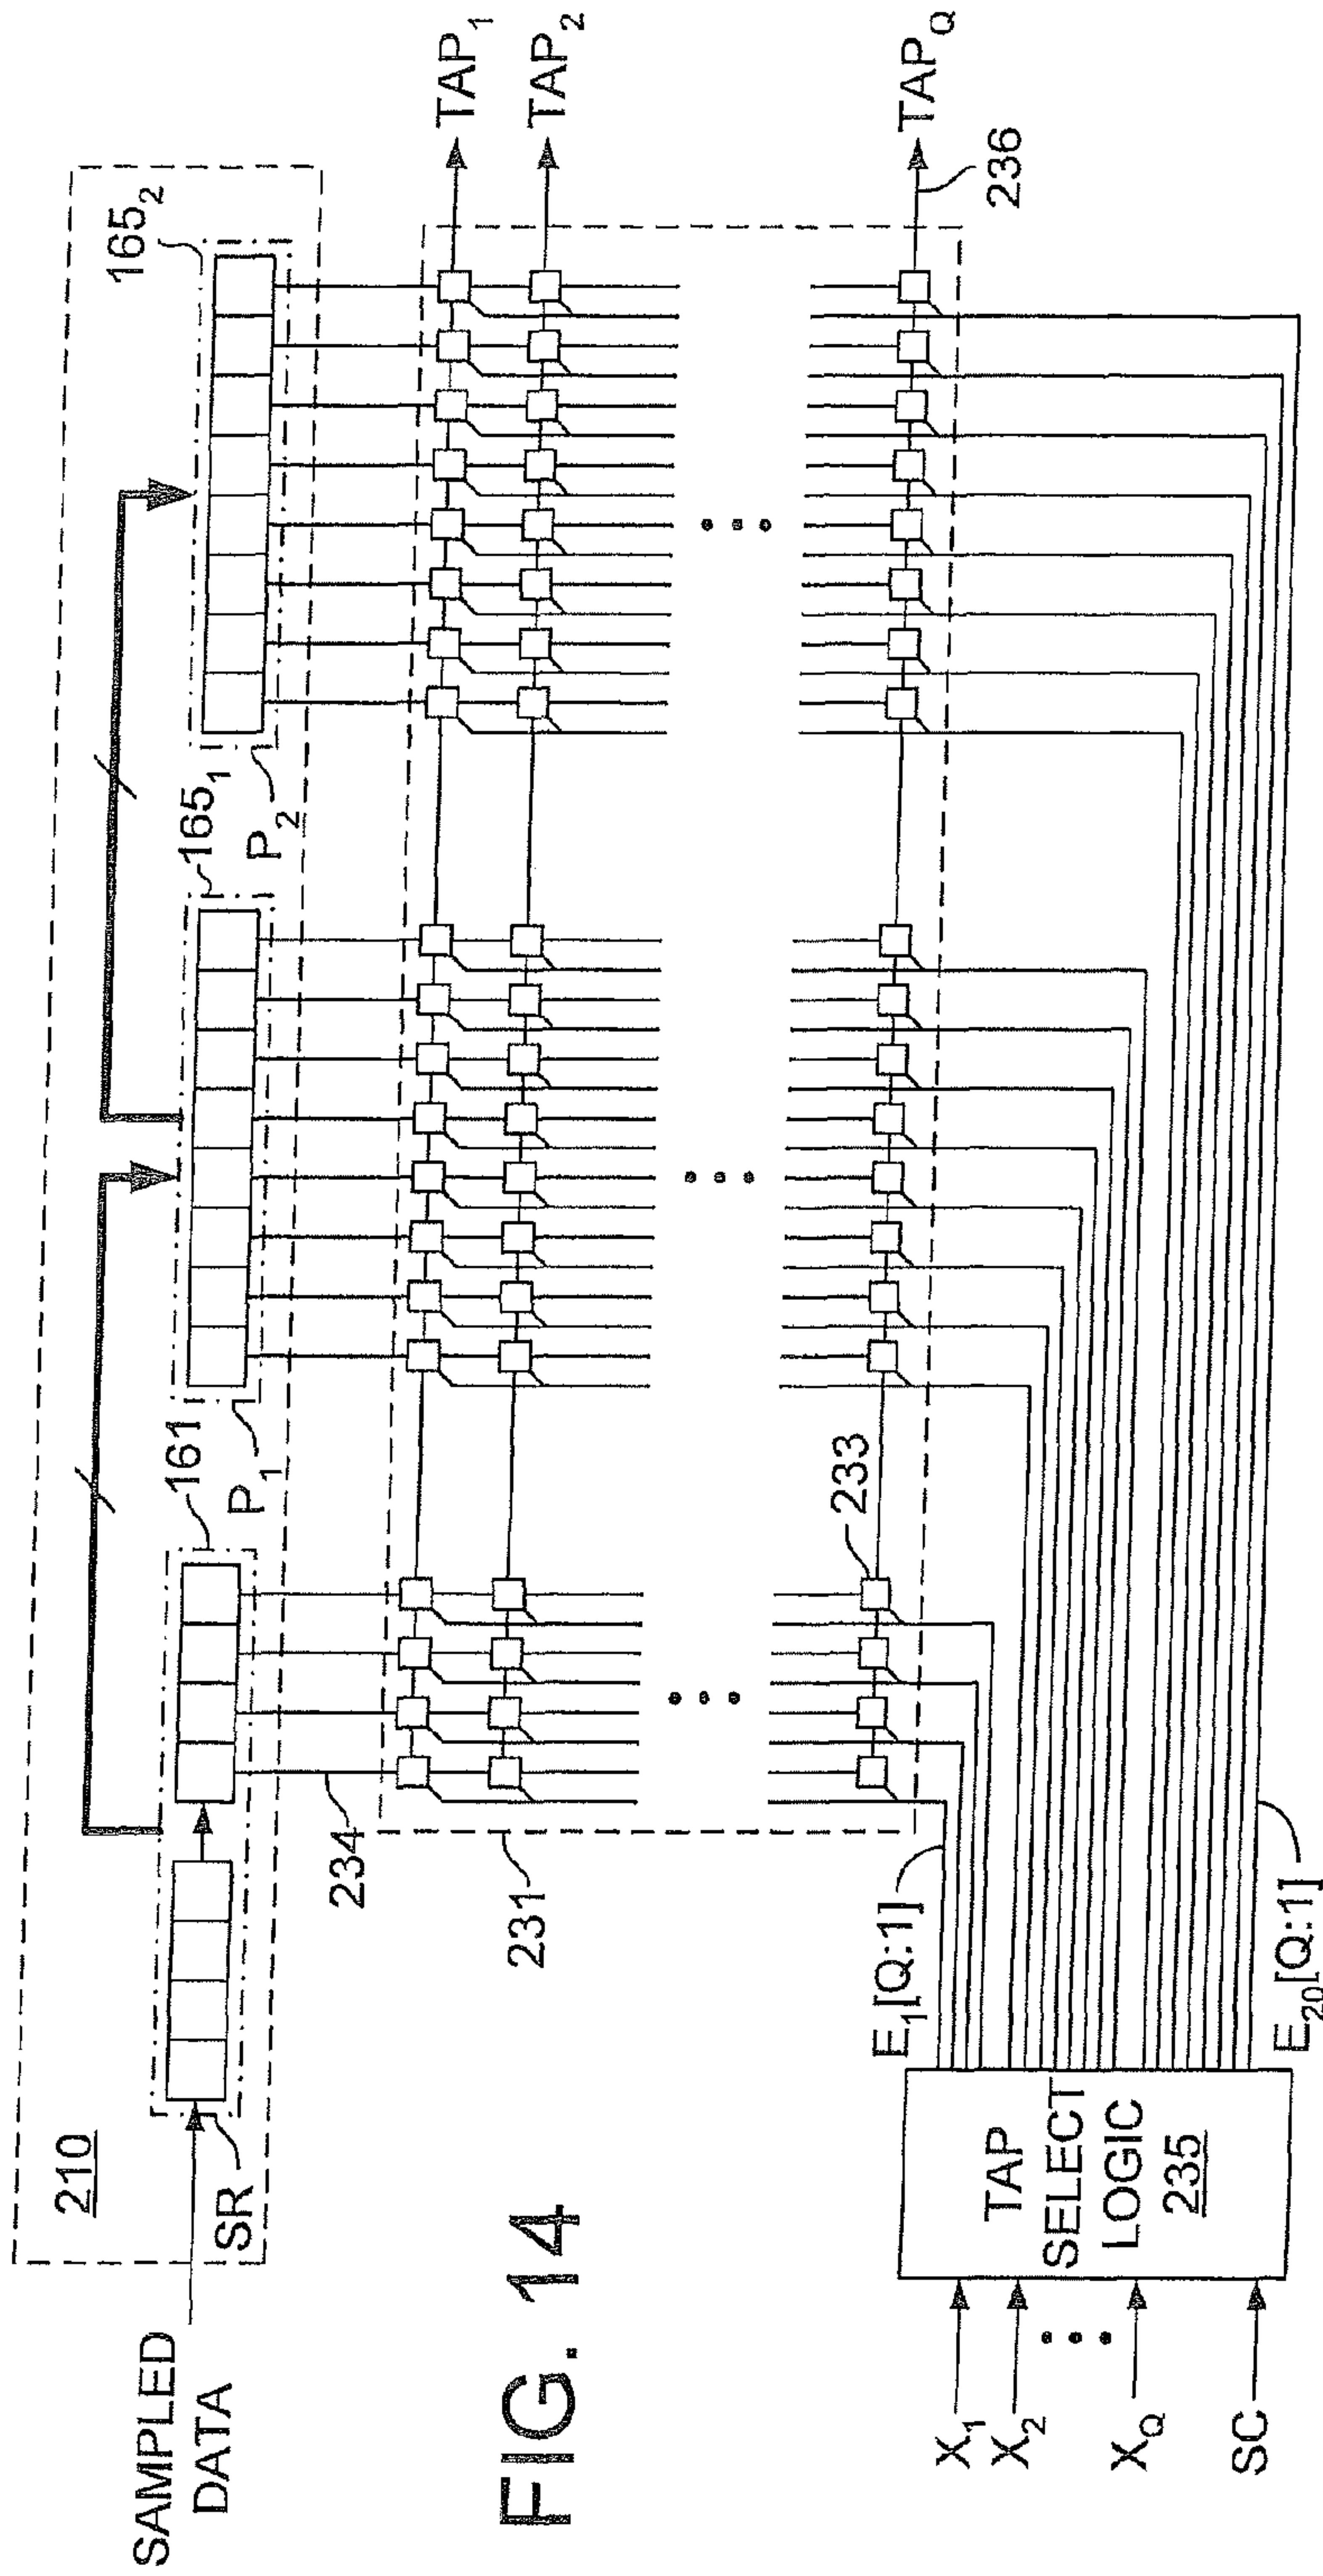 210
165₂
SAMPLED
DATA
SR
161
P₁
165₁
P₂
TAP₁
TAP₂
234
231
233
TAP_Q
236
FIG. 14
E₁[Q:1]
X₁
X₂
X_Q
SC
TAP
SELECT
LOGIC
235
E₂₀[Q:1]